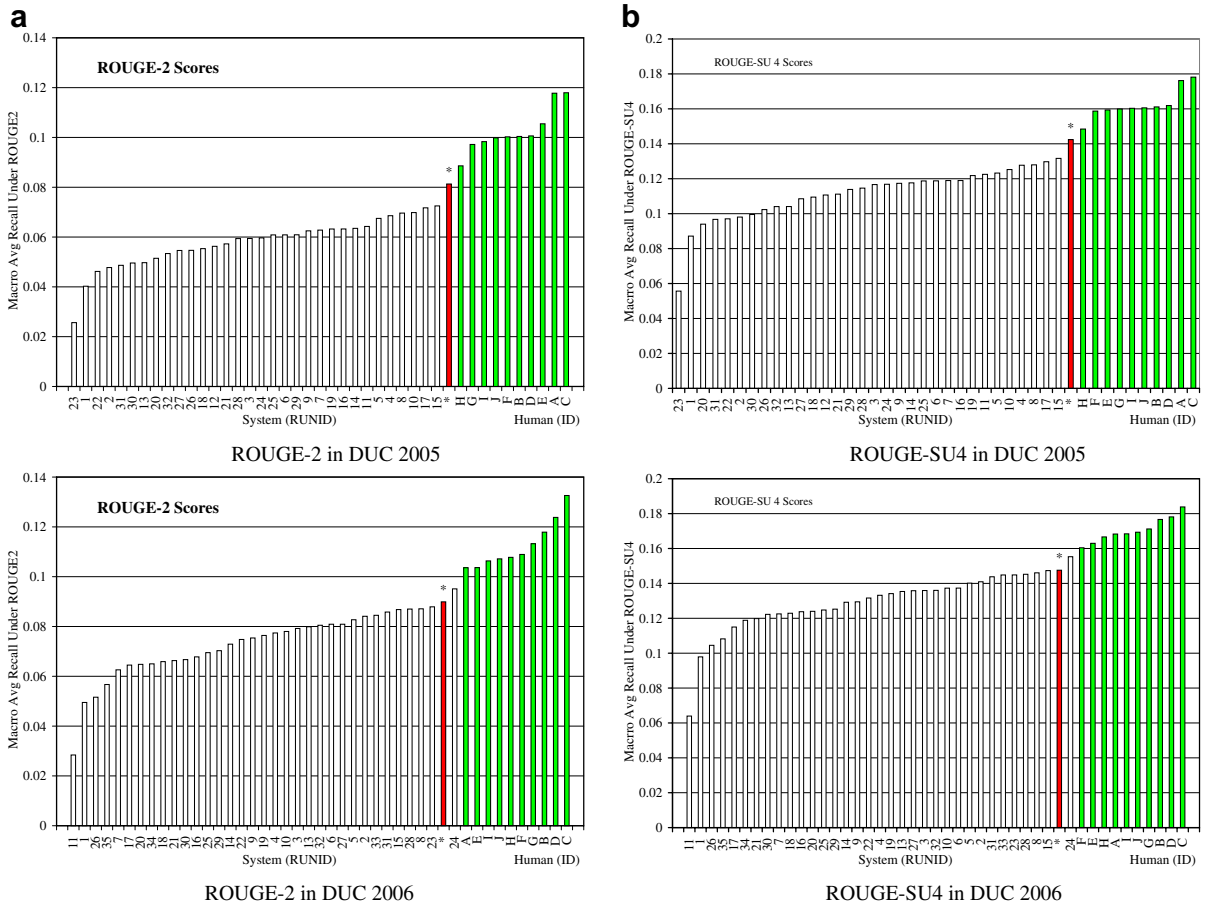 a
0.14
0.12
0.1
0.08
0.06
0.04
0.02
0
Macrro Avg Recall Under ROUGE2
ROUGE-2 Scores
*
23 1 22 2 31 30 13 20 32 27 26 18 12 21 28 3 24 25 6 29 9 7 19 16 14 11 5 4 8 10 17 15 * H G I J F B D E A C
System (RUNID) Human (ID)
ROUGE-2 in DUC 2005
b
0.2
0.18
0.16
0.14
0.12
0.1
0.08
0.06
0.04
0.02
0
Macrro Avg Recall Under ROUGE-SU4
ROUGE-SU 4 Scores
*
23 1 20 31 22 2 30 26 32 13 27 18 12 21 29 28 3 24 9 14 25 6 7 16 19 11 5 10 4 8 17 15 * H F E G I J B D A C
System (RUNID) Human (ID)
ROUGE-SU4 in DUC 2005
0.14
0.12
0.1
0.08
0.06
0.04
0.02
0
Macrro Avg Recall Under ROUGE2
ROUGE-2 Scores
*
11 1 26 35 7 17 20 34 18 21 30 16 25 29 14 22 9 19 4 10 3 13 32 6 27 5 2 33 31 15 28 8 23 * 24 A E I J H F G B D C
System (RUNID) Human (ID)
ROUGE-2 in DUC 2006
0.2
0.18
0.16
0.14
0.12
0.1
0.08
0.06
0.04
0.02
0
Macrro Avg Recall Under ROUGE-SU4
ROUGE-SU 4 Scores
*
11 1 26 35 17 34 21 30 7 18 16 20 25 29 14 9 22 4 19 13 27 3 32 10 6 5 2 31 33 23 28 8 15 * 24 F E H A I J G B D C
System (RUNID) Human (ID)
ROUGE-SU4 in DUC 2006